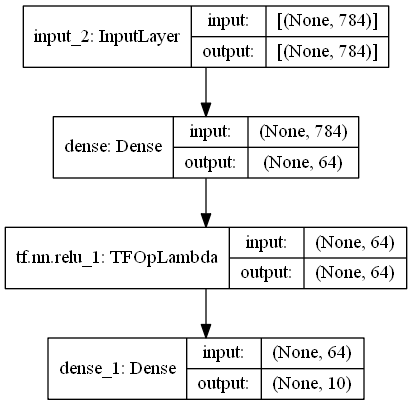 input_2: InputLayer
input: [(None, 784)]
output: [(None, 784)]
dense: Dense
input: (None, 784)
output: (None, 64)
tf.nn.relu_1: TFOpLambda
input: (None, 64)
output: (None, 64)
dense_1: Dense
input: (None, 64)
output: (None, 10)